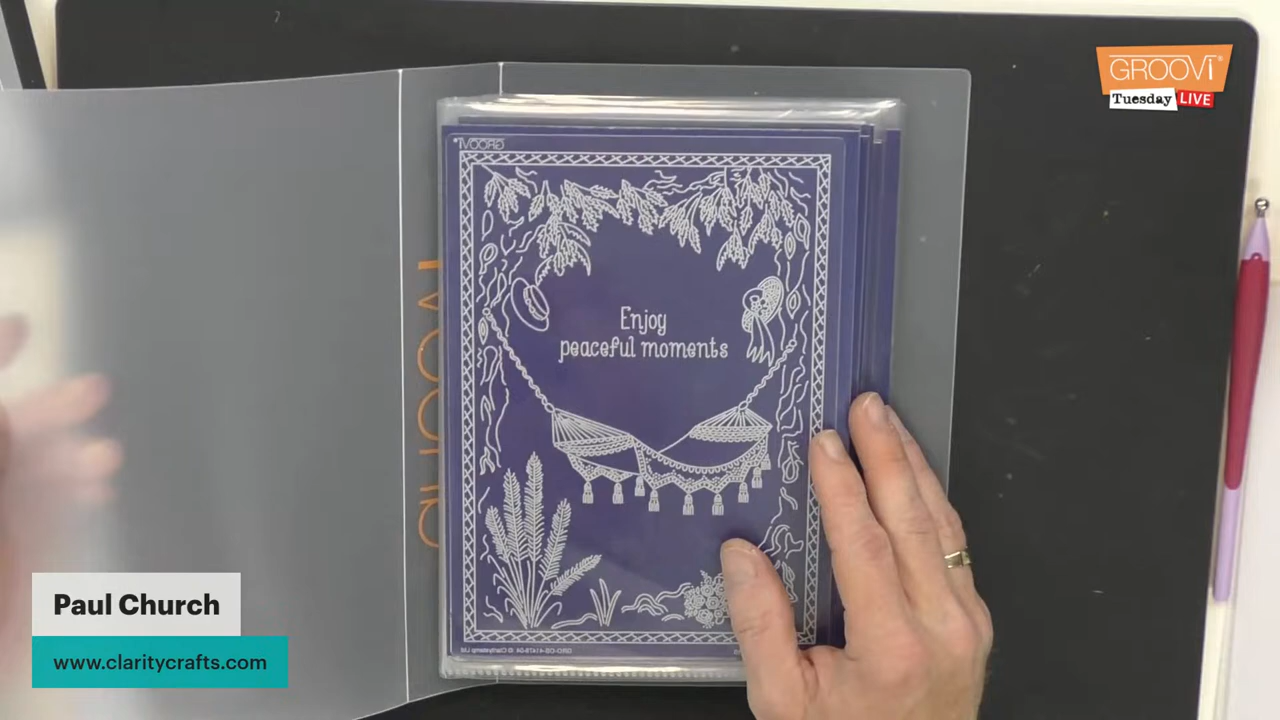 GROOVI®
Tuesday LIVE
GROOVI®
Enjoy
peaceful moments
Paul Church
www.claritycrafts.com